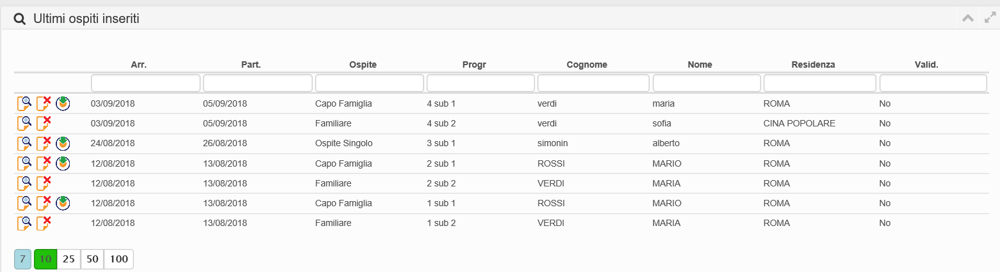 Ultimi ospiti inseriti
Arr. Part. Ospite Progr Cognome Nome Residenza Valid.
03/09/2018 05/09/2018 Capo Famiglia 4 sub 1 verdi maria ROMA No
03/09/2018 05/09/2018 Familiare 4 sub 2 verdi sofia CINA POPOLARE No
24/08/2018 26/08/2018 Ospite Singolo 3 sub 1 simonin alberto ROMA No
12/08/2018 13/08/2018 Capo Famiglia 2 sub 1 ROSSI MARIO ROMA No
12/08/2018 13/08/2018 Familiare 2 sub 2 VERDI MARIA ROMA No
12/08/2018 13/08/2018 Capo Famiglia 1 sub 1 ROSSI MARIO ROMA No
12/08/2018 13/08/2018 Familiare 1 sub 2 VERDI MARIA ROMA No
7 10 25 50 100